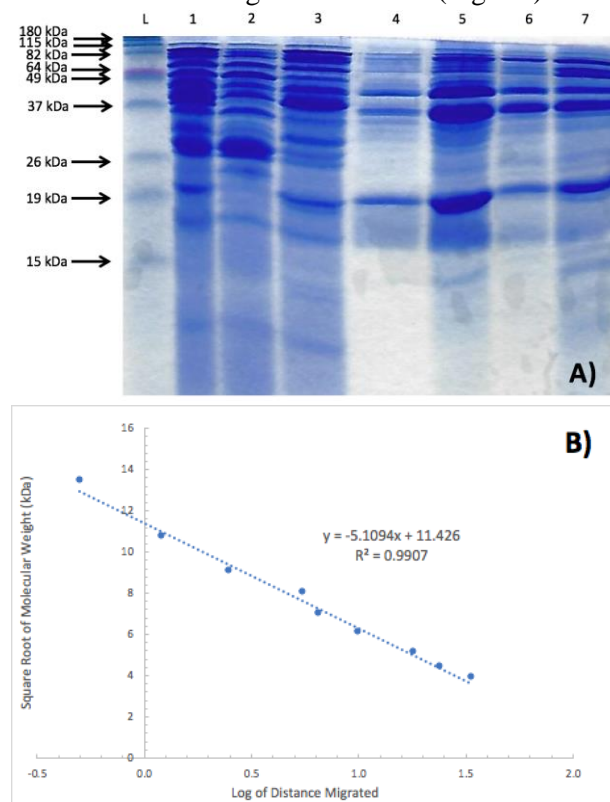 L 1 2 3 4 5 6 7
180 kDa
115 kDa
82 kDa
64 kDa
49 kDa
37 kDa
26 kDa
19 kDa
15 kDa
A)
B)
16
14
12
10
8
6
4
2
0
y = -5.1094x + 11.426
R² = 0.9907
Square Root of Molecular Weight (kDa)
-0.5 0.0 0.5 1.0 1.5 2.0
Log of Distance Migrated